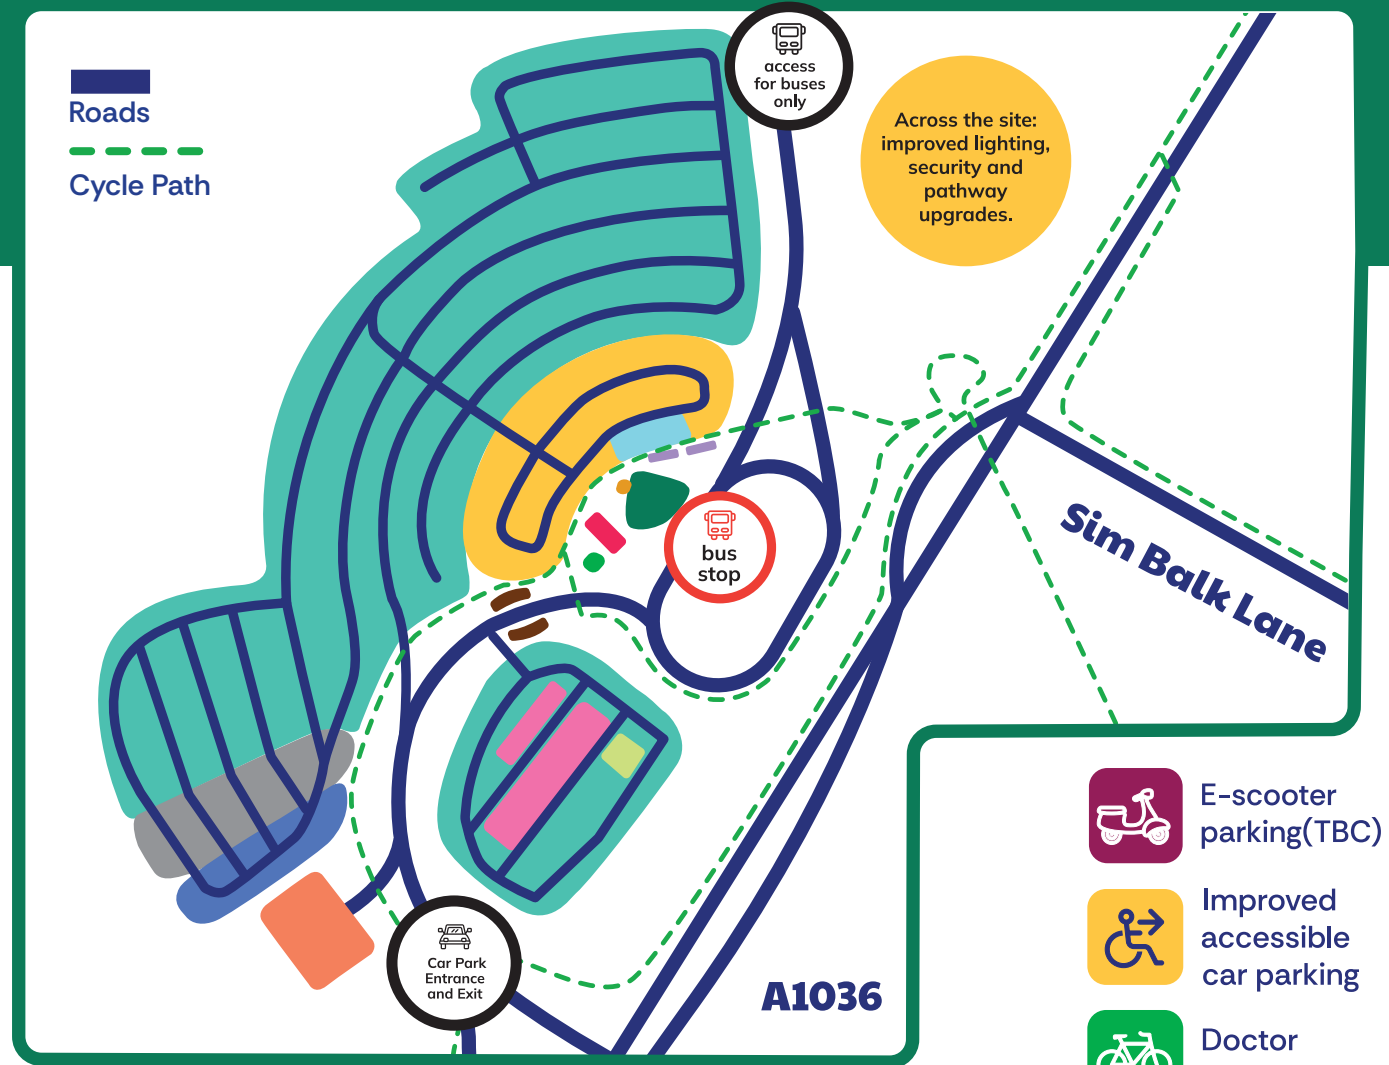 access
for buses
only
Across the site:
improved lighting,
security and
pathway
upgrades.
Roads
Cycle Path
bus
stop
Sim Balk Lane
Car Park
Entrance
and Exit
A1036
E-scooter
parking(TBC)
Improved
accessible
car parking
Doctor